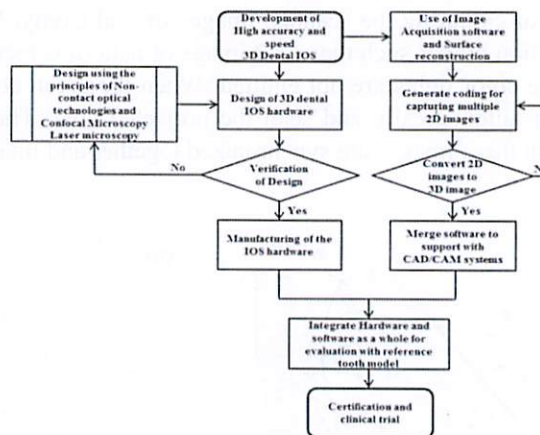 Development of
High accuracy and
speed
3D Dental IOS
Use of Image
Acquisition software and Surface
reconstruction
Design using the
principles of Non-
contact optical
technologies and
Confocal Microscopy
Laser microscopy
Design of 3D dental
IOS hardware
Generate coding for
capturing multiple
2D images
No
Verification
of Design
Convert 2D
images to
3D image
N
Yes
Yes
Manufacturing of the
IOS hardware
Merge software to
support with
CAD/CAM systems
Integrate Hardware and
software as a whole for
evaluation with reference
tooth model
Certification and
clinical trial